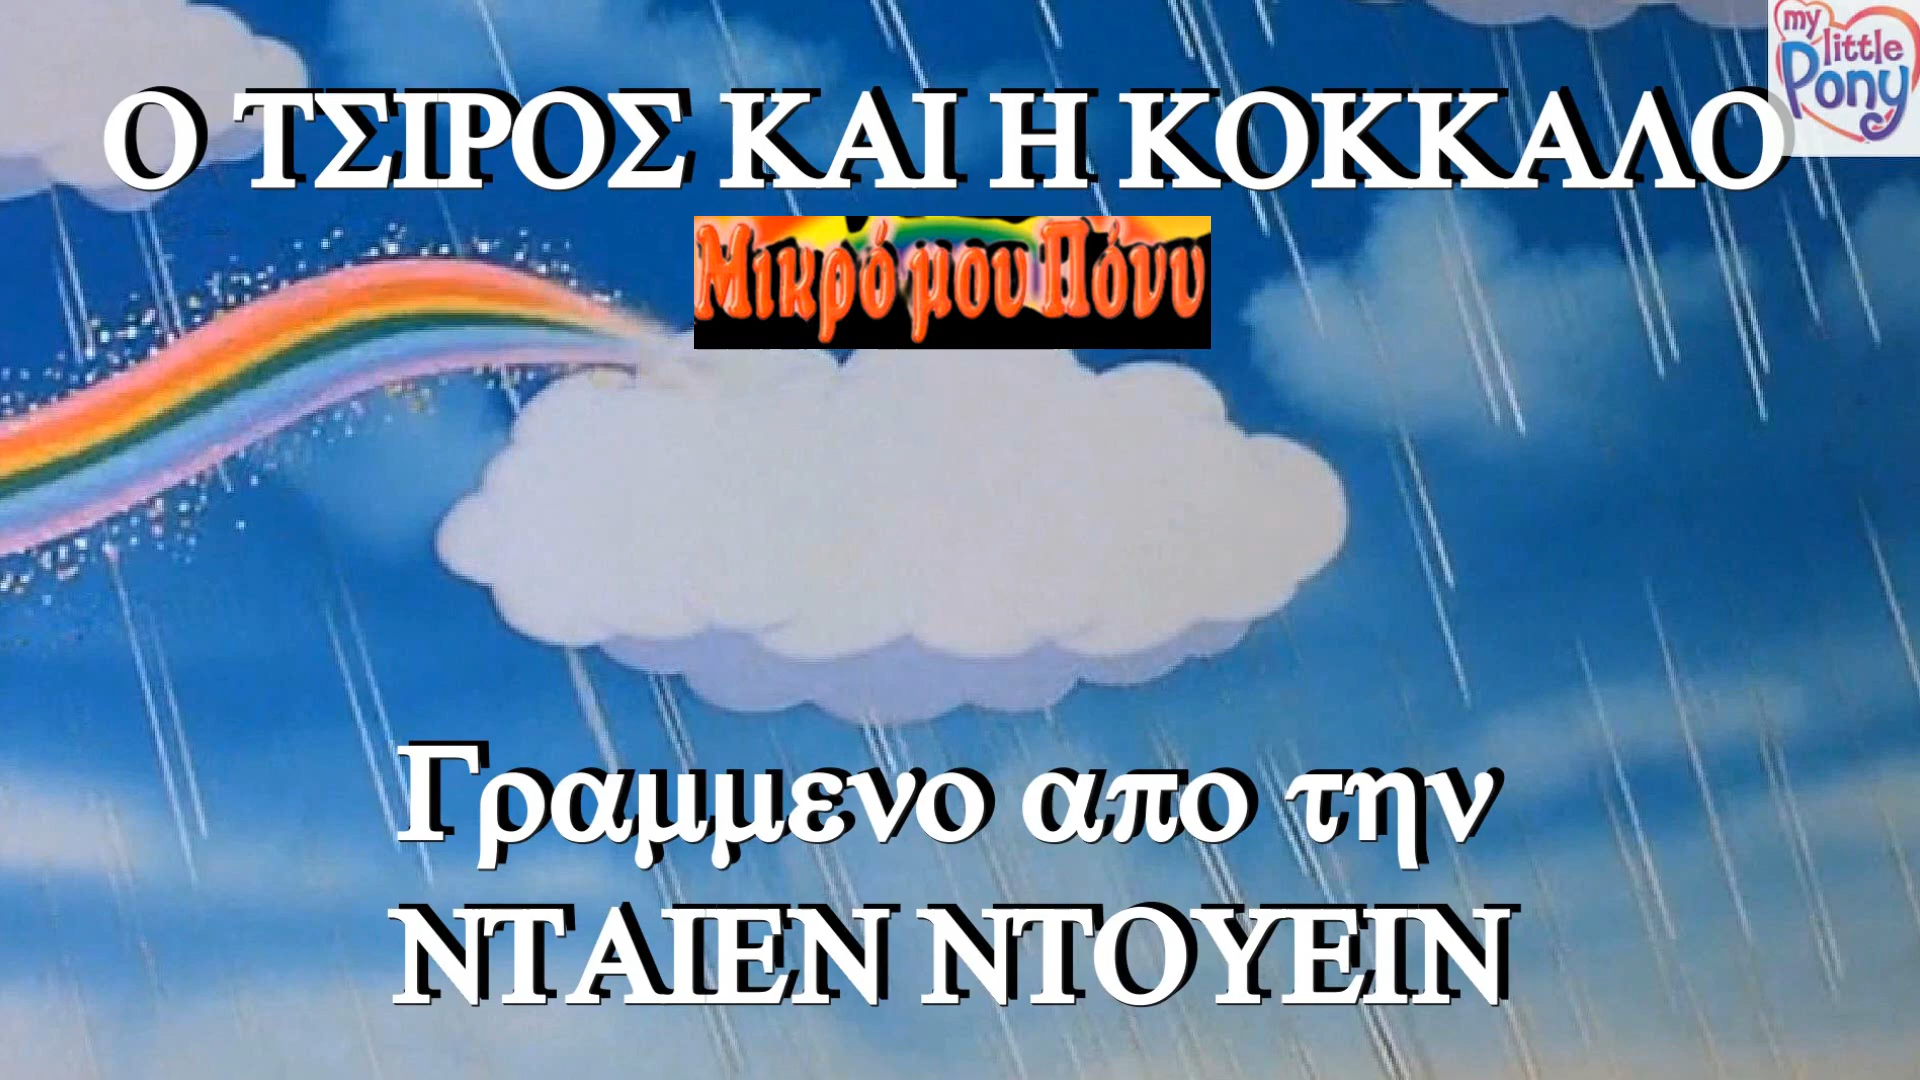 my
little
Pony
Ο ΤΣΙΡΟΣ ΚΑΙ Η ΚΟΚΚΑΛΟ
Μικρό μου Πόνυ
Γραμμενο απο την
ΝΤΑΙΕΝ ΝΤΟΥΕΙΝ